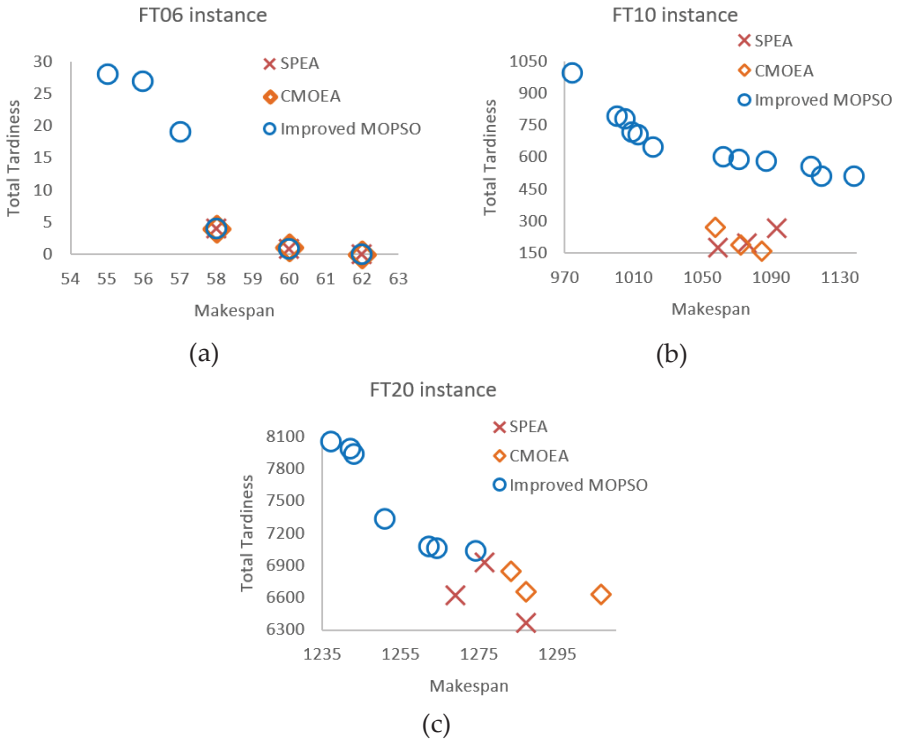 FT06 instance
SPEA
CMOEA
Improved MOPSO
Total Tardiness
30
25
20
15
10
5
0
54 55 56 57 58 59 60 61 62 63
Makespan
(a)
FT10 instance
SPEA
CMOEA
Improved MOPSO
Total Tardiness
1050
900
750
600
450
300
150
970 1010 1050 1090 1130
Makespan
(b)
FT20 instance
SPEA
CMOEA
Improved MOPSO
Total Tardiness
8100
7800
7500
7200
6900
6600
6300
1235 1255 1275 1295
Makespan
(c)